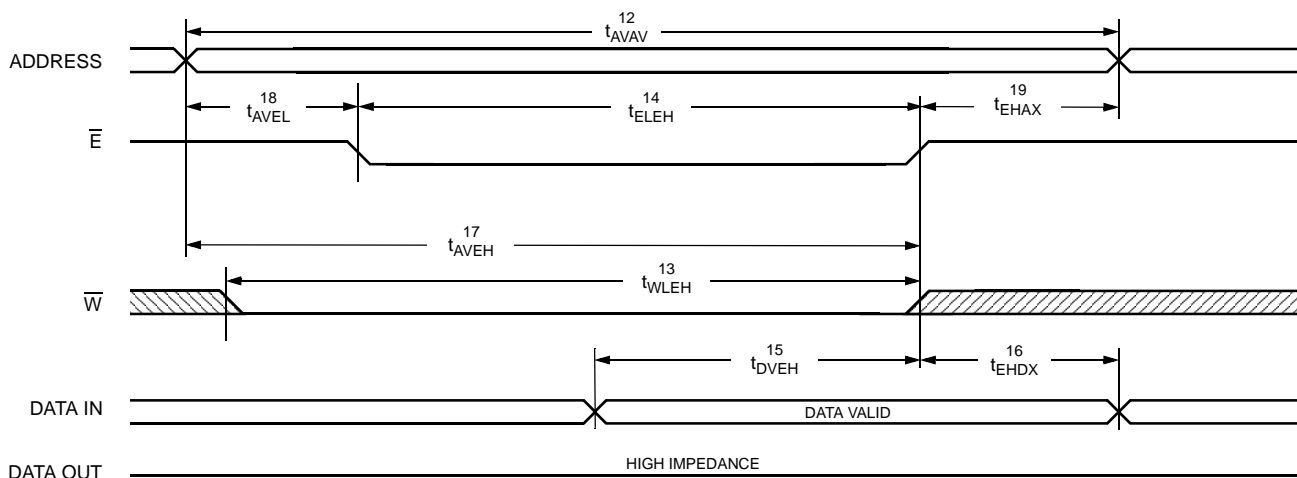 12
tAVAV
ADDRESS
18
tAVEL
14
tELEH
19
tEHAX
E̅
17
tAVEH
13
tWLEH
W̅
15
tDVEH
16
tEHDX
DATA IN
DATA VALID
DATA OUT
HIGH IMPEDANCE